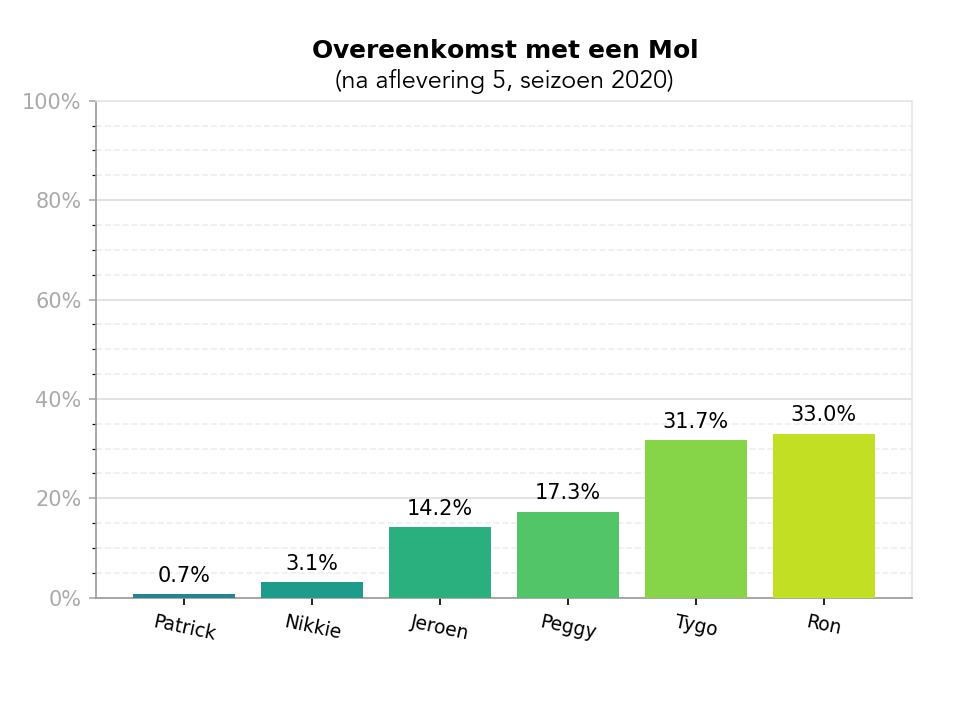 Overeenkomst met een Mol
(na aflevering 5, seizoen 2020)
100%
80%
60%
40%
20%
0%
0.7%
3.1%
14.2%
17.3%
31.7%
33.0%
Patrick
Nikkie
Jeroen
Peggy
Tygo
Ron